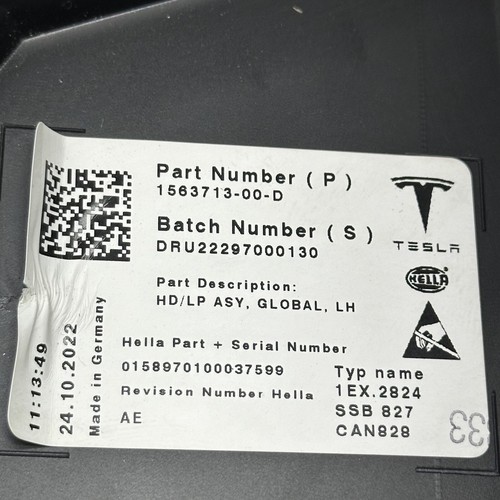 Part Number ( P )
1563713-00-D
Batch Number ( S )
DRU22297000130
TESLA
HELLA
Part Description:
HD/LP ASY, GLOBAL, LH
Hella Part + Serial Number
0158970100037599
Revision Number Hella
AE
Typ name
1EX.2824
SSB 827
CAN828
11:13:49
24.10.2022
Made in Germany